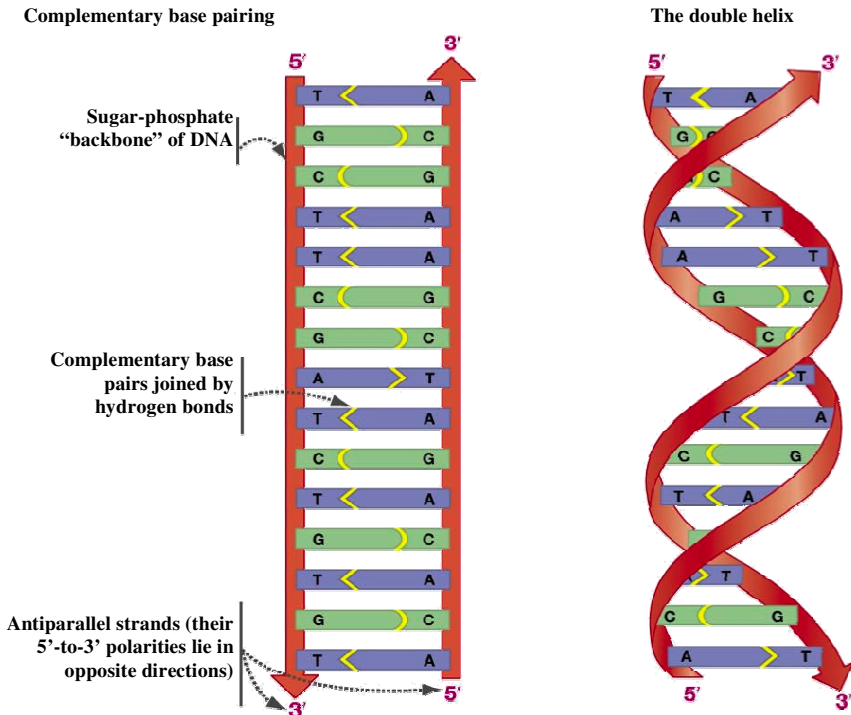 Complementary base pairing
5'
3'
Sugar-phosphate
“backbone” of DNA
T A
G C
C G
T A
T A
C G
G C
A T
T A
C G
T A
G C
T A
G C
T A
Complementary base
pairs joined by
hydrogen bonds
Antiparallel strands (their
5’-to-3’ polarities lie in
opposite directions)
3'
5'
The double helix
5'
3'
T A
G
C
A T
A T
G C
C
T
T A
C G
T A
T
C G
A T
5'
3'